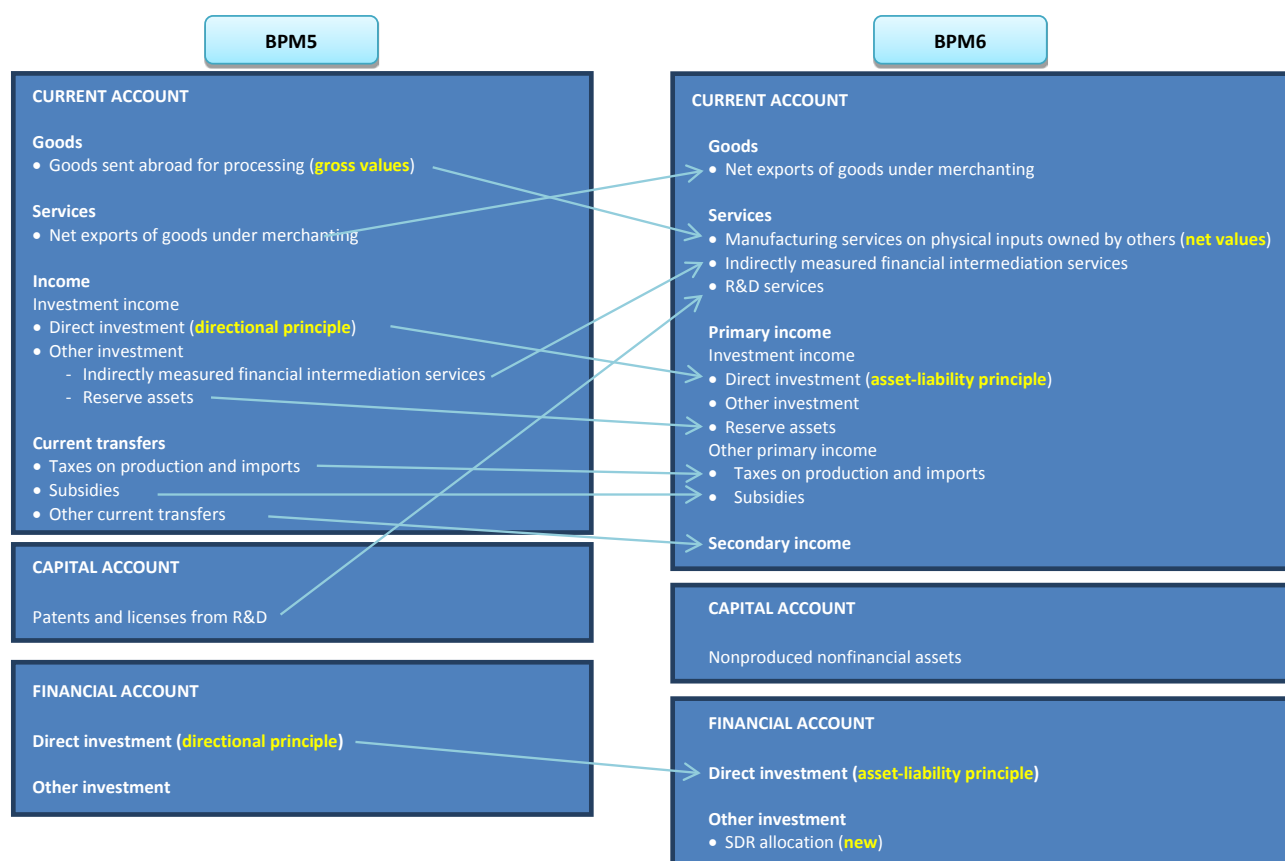 BPM5
CURRENT ACCOUNT
Goods
• Goods sent abroad for processing (gross values)
Services
• Net exports of goods under merchanting
Income
Investment income
• Direct investment (directional principle)
• Other investment
- Indirectly measured financial intermediation services
- Reserve assets
Current transfers
• Taxes on production and imports
• Subsidies
• Other current transfers
CAPITAL ACCOUNT
Patents and licenses from R&D
FINANCIAL ACCOUNT
Direct investment (directional principle)
Other investment
BPM6
CURRENT ACCOUNT
Goods
• Net exports of goods under merchanting
Services
• Manufacturing services on physical inputs owned by others (net values)
• Indirectly measured financial intermediation services
• R&D services
Primary income
Investment income
• Direct investment (asset-liability principle)
• Other investment
• Reserve assets
Other primary income
• Taxes on production and imports
• Subsidies
Secondary income
CAPITAL ACCOUNT
Nonproduced nonfinancial assets
FINANCIAL ACCOUNT
Direct investment (asset-liability principle)
Other investment
• SDR allocation (new)